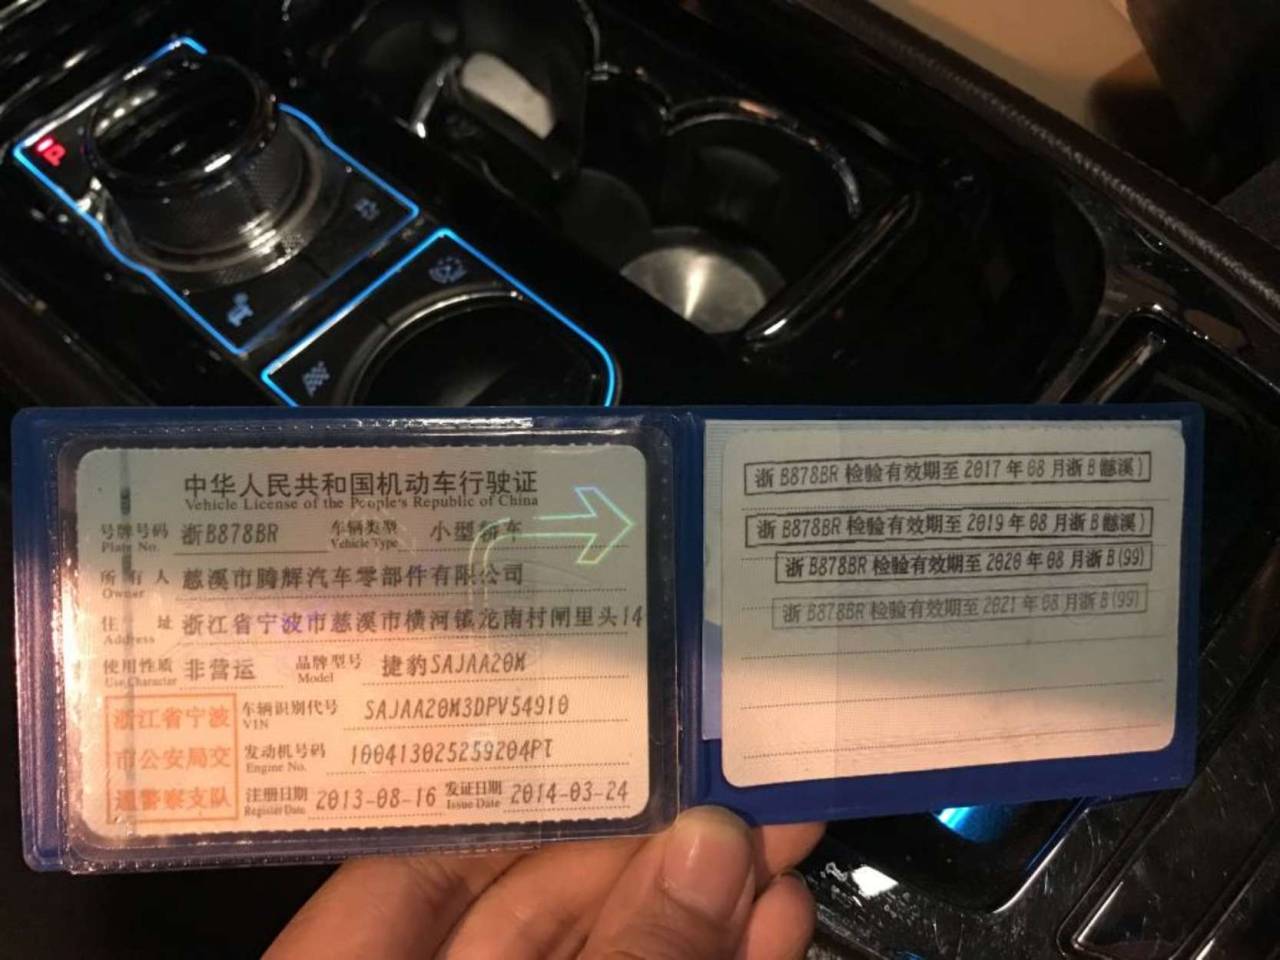 P
中华人民共和国机动车行驶证
Vehicle License of the People's Republic of China
号牌号码 浙B878BR 车辆类型 小型轿车
Plate No. Vehicle Type
所有人 慈溪市腾辉汽车零部件有限公司
Owner
住址 浙江省宁波市慈溪市横河镇龙南村闸里头14
Address
使用性质 非营运 品牌型号 捷豹SAJAA20M
Use Character Model
浙江省宁波
市公安局交
通警察支队
车辆识别代号 SAJAA20M3DPV54910
VIN
发动机号码 100413025259204PT
Engine No.
注册日期 2013-08-16 发证日期 2014-03-24
Register Date Issue Date
浙B878BR 检验有效期至2017年08月浙B(慈溪)
浙B878BR 检验有效期至2019年08月浙B(慈溪)
浙B878BR 检验有效期至2020年08月浙B(99)
浙B878BR 检验有效期至2021年08月浙B(99)